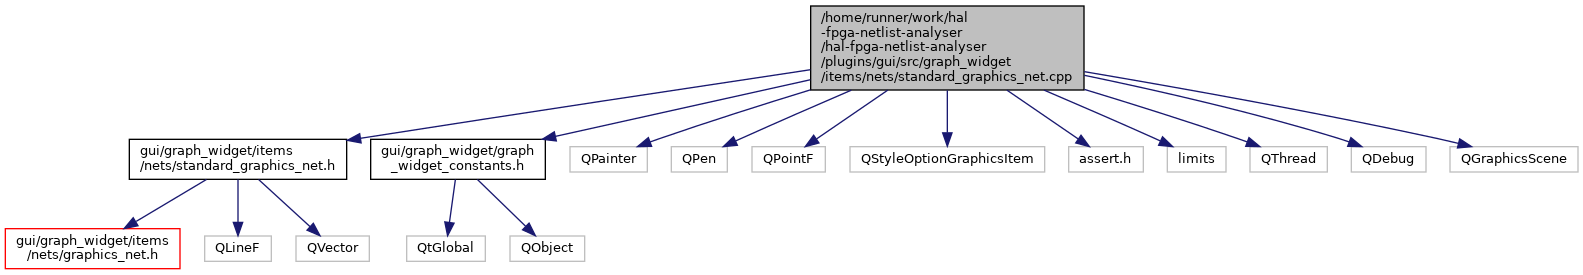 /home/runner/work/hal
-fpga-netlist-analyser
/hal-fpga-netlist-analyser
/plugins/gui/src/graph_widget
/items/nets/standard_graphics_net.cpp
gui/graph_widget/items
/nets/standard_graphics_net.h
gui/graph_widget/graph
_widget_constants.h
QPainter
QPen
QPointF
QStyleOptionGraphicsItem
assert.h
limits
QThread
QDebug
QGraphicsScene
gui/graph_widget/items
/nets/graphics_net.h
QLineF
QVector
QtGlobal
QObject